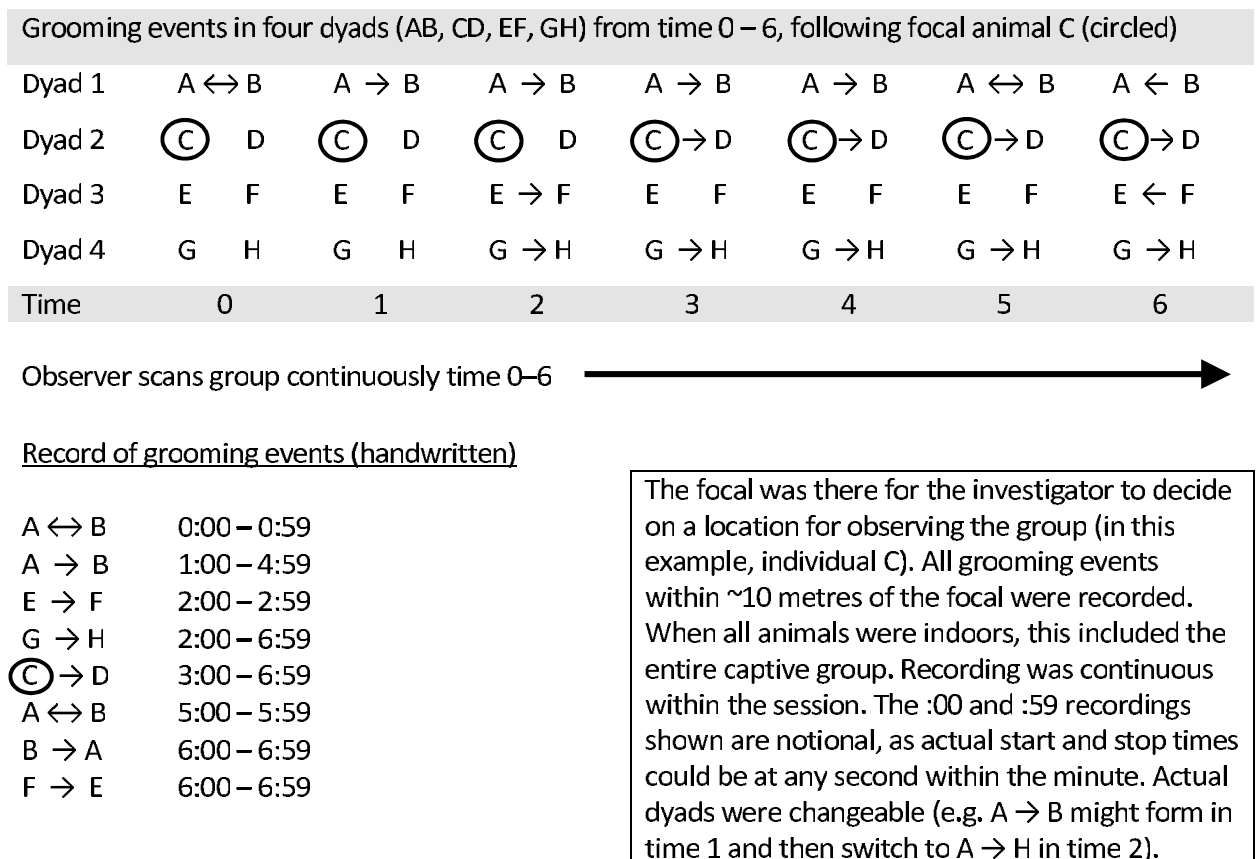 Grooming events in four dyads (AB, CD, EF, GH) from time 0 – 6, following focal animal C (circled)
Dyad 1 A ↔ B A → B A → B A → B A → B A ↔ B A ← B
Dyad 2 C D C D C D C → D C → D C → D C → D
Dyad 3 E F E F E → F E F E F E F E ← F
Dyad 4 G H G H G → H G → H G → H G → H G → H
Time 0 1 2 3 4 5 6
Observer scans group continuously time 0–6
Record of grooming events (handwritten)
A ↔ B 0:00 – 0:59
A → B 1:00 – 4:59
E → F 2:00 – 2:59
G → H 2:00 – 6:59
C → D 3:00 – 6:59
A ↔ B 5:00 – 5:59
B → A 6:00 – 6:59
F → E 6:00 – 6:59
The focal was there for the investigator to decide
on a location for observing the group (in this
example, individual C). All grooming events
within ~10 metres of the focal were recorded.
When all animals were indoors, this included the
entire captive group. Recording was continuous
within the session. The :00 and :59 recordings
shown are notional, as actual start and stop times
could be at any second within the minute. Actual
dyads were changeable (e.g. A → B might form in
time 1 and then switch to A → H in time 2).